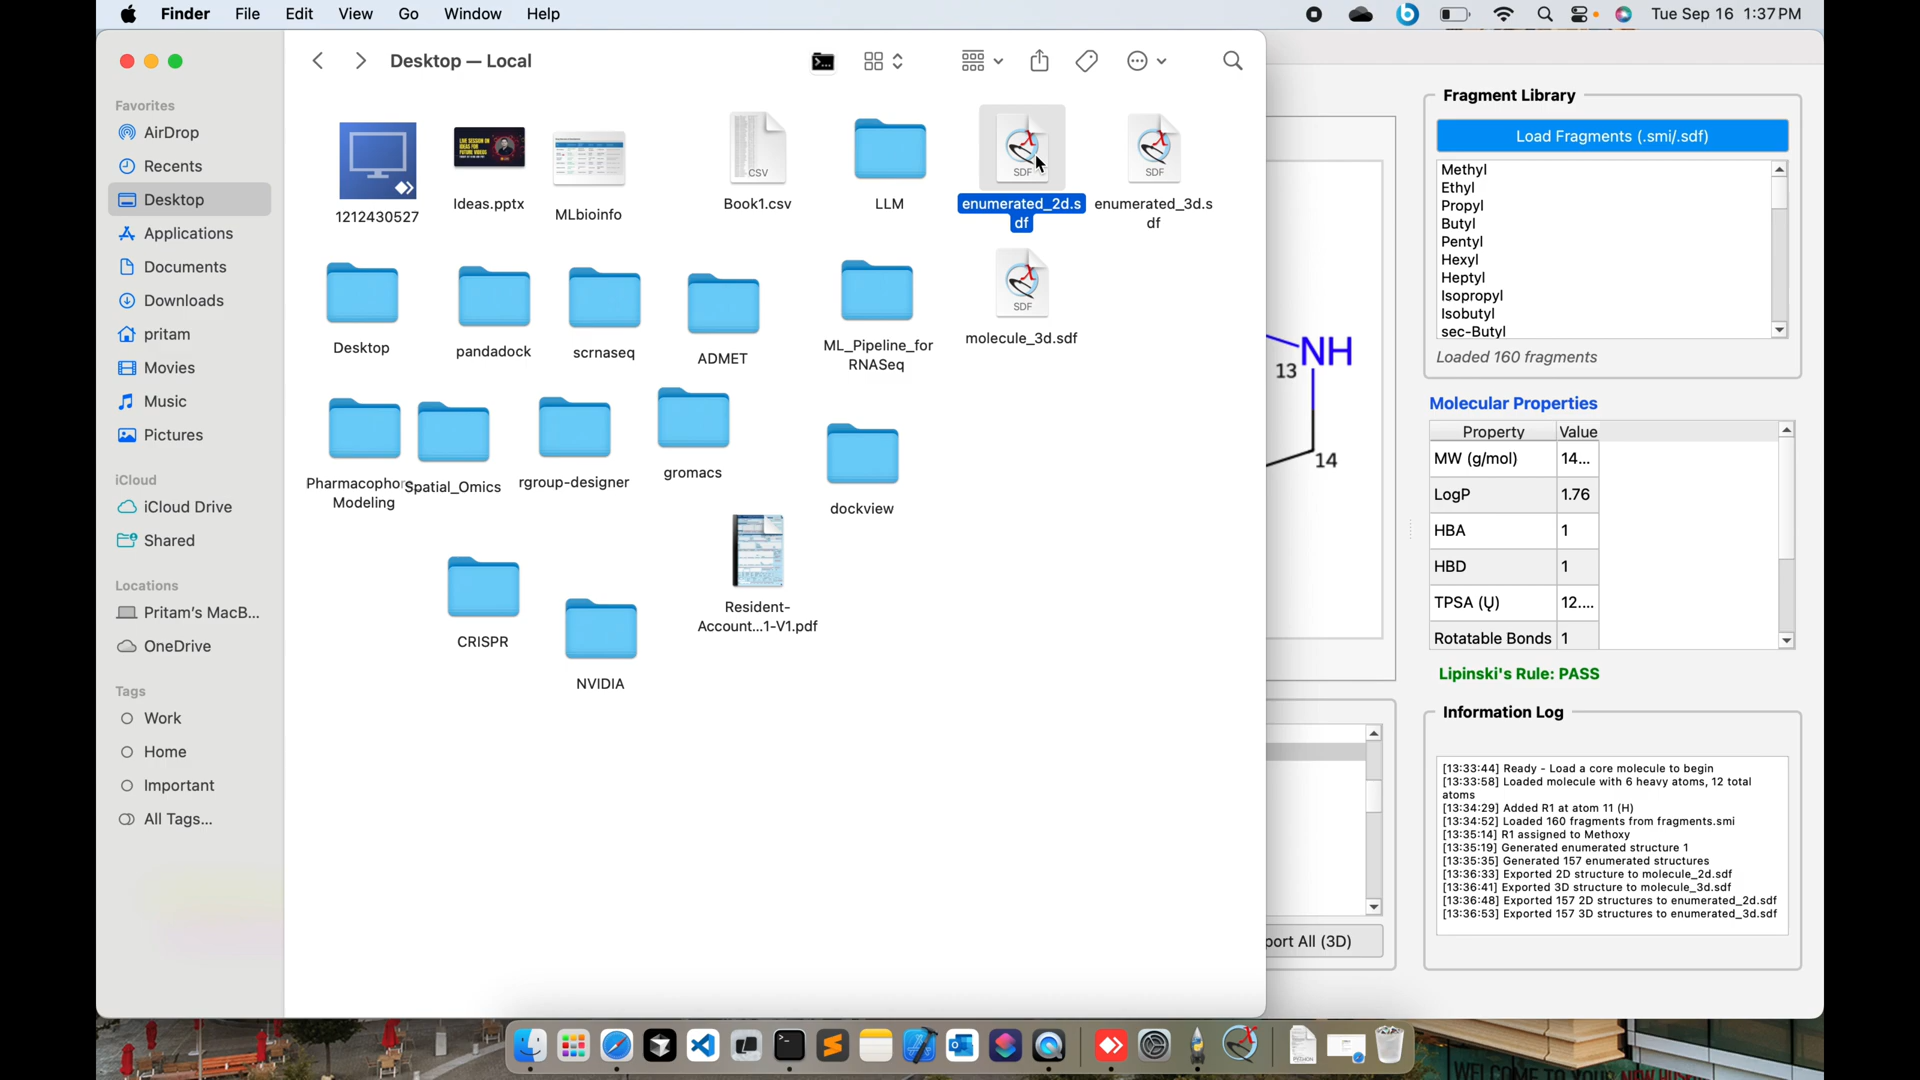 Finder File Edit View Go Window Help
Tue Sep 16 1:37 PM
Desktop — Local
Favorites
AirDrop
Recents
Desktop
Applications
Documents
Downloads
pritam
Movies
Music
Pictures
iCloud
iCloud Drive
Shared
Locations
Pritam's MacB...
OneDrive
Tags
Work
Home
Important
All Tags...
1212430527
Ideas.pptx
MLbioinfo
CSV
Book1.csv
LLM
SDF
enumerated_2d.s
df
SDF
enumerated_3d.s
df
Desktop
pandadock
scrnaseq
ADMET
ML_Pipeline_for
RNASeq
SDF
molecule_3d.sdf
Modeling
Spatial_Omics
rgroup-designer
gromacs
dockview
CRISPR
NVIDIA
Resident-
Account...1-V1.pdf
NH
13
14
port All (3D)
Fragment Library
Load Fragments (.smi/.sdf)
Methyl
Ethyl
Propyl
Butyl
Pentyl
Hexyl
Heptyl
Isopropyl
Isobutyl
sec-Butyl
Loaded 160 fragments
Molecular Properties
Property Value
MW (g/mol) 14...
LogP 1.76
HBA 1
HBD 1
TPSA (Ų) 12....
Rotatable Bonds 1
Lipinski's Rule: PASS
Information Log
[13:33:44] Ready - Load a core molecule to begin
[13:33:58] Loaded molecule with 6 heavy atoms, 12 total
atoms
[13:34:29] Added R1 at atom 11 (H)
[13:34:52] Loaded 160 fragments from fragments.smi
[13:35:14] R1 assigned to Methoxy
[13:35:19] Generated enumerated structure 1
[13:35:35] Generated 157 enumerated structures
[13:36:33] Exported 2D structure to molecule_2d.sdf
[13:36:41] Exported 3D structure to molecule_3d.sdf
[13:36:48] Exported 157 2D structures to enumerated_2d.sdf
[13:36:53] Exported 157 3D structures to enumerated_3d.sdf